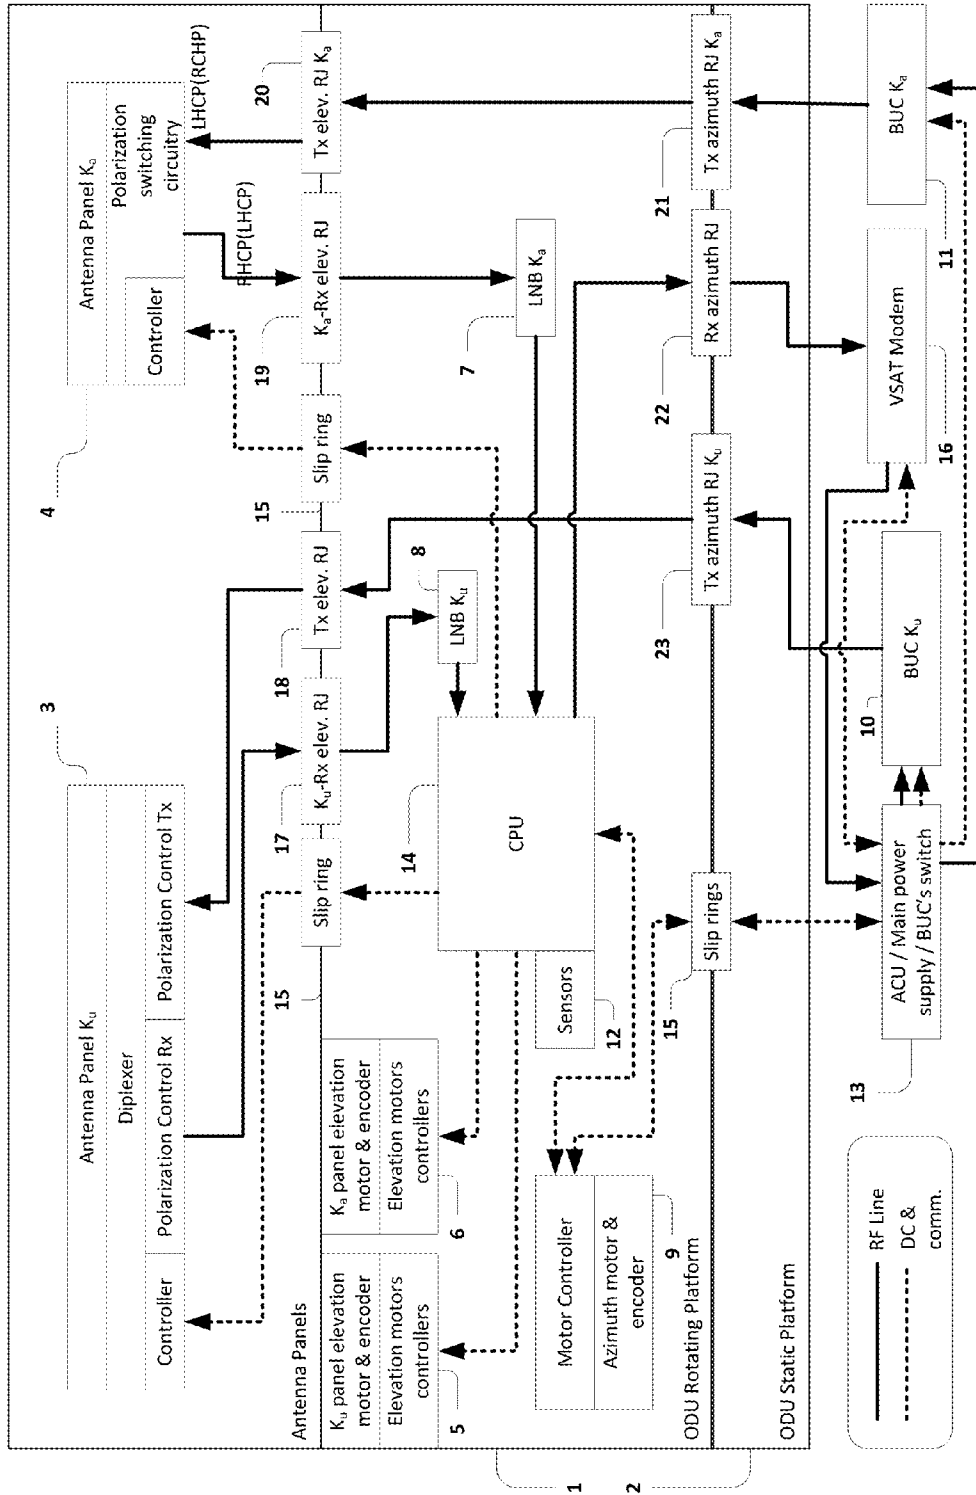 Antenna Panel Ku
Diplexer
Controller
Polarization Control Rx
Polarization Control Tx
3
4
Antenna Panel Ka
Controller
Polarization
switching
circuitry
RHCP(LHCP)
LHCP(RCHP)
Antenna Panels
15
Slip ring
17
Ku-Rx elev. RJ
18
Tx elev. RJ
15
Slip ring
19
Ka-Rx elev. RJ
20
Tx elev. RJ Ka
Ku panel elevation
motor & encoder
Elevation motors
controllers
5
Ka panel elevation
motor & encoder
Elevation motors
controllers
6
14
CPU
Sensors
12
8
LNB Ku
7
LNB Ka
Motor Controller
Azimuth motor &
encoder
9
1
2
ODU Rotating Platform
15
Slip rings
23
Tx azimuth RJ Ku
22
Rx azimuth RJ
21
Tx azimuth RJ Ka
ODU Static Platform
RF Line
DC &
comm.
13
ACU / Main power
supply / BUC's switch
10
BUC Ku
VSAT Modem
16
BUC Ka
11